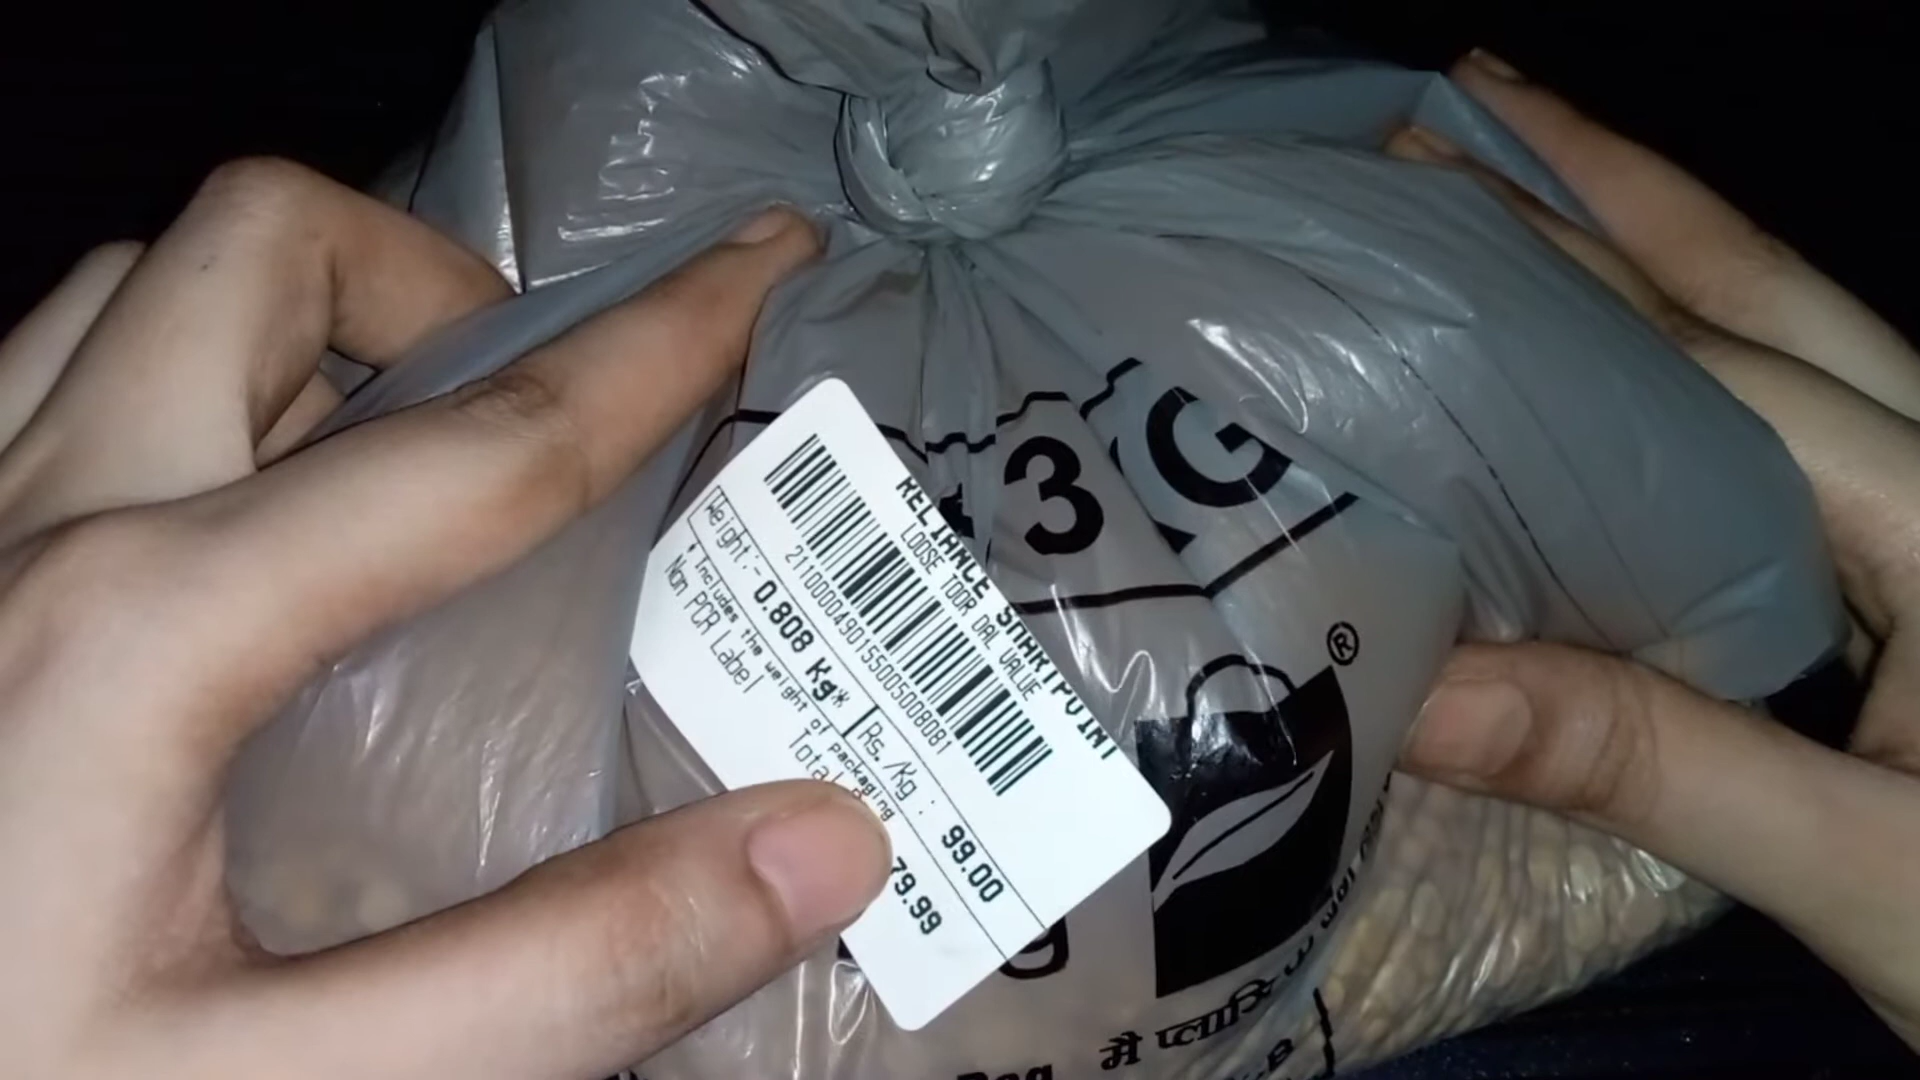 RELIANCE SMARTPOINT
LOOSE TOOR DAL VALUE
2110000490155005008081
Weight:- 0.808 Kg* Rs./Kg : 99.00
* Includes the weight of packaging
Non PCR Label
Total 79.99
3 G
®
g
Bag में